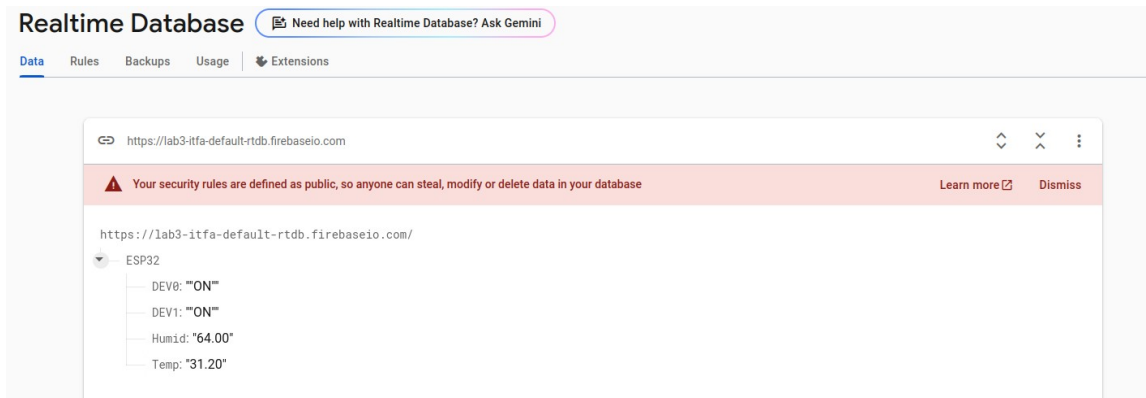 Realtime Database Need help with Realtime Database? Ask Gemini
Data Rules Backups Usage Extensions
https://lab3-itfa-default-rtdb.firebaseio.com
Your security rules are defined as public, so anyone can steal, modify or delete data in your database Learn more Dismiss
https://lab3-itfa-default-rtdb.firebaseio.com/
ESP32
DEV0: ""ON""
DEV1: ""ON""
Humid: "64.00"
Temp: "31.20"